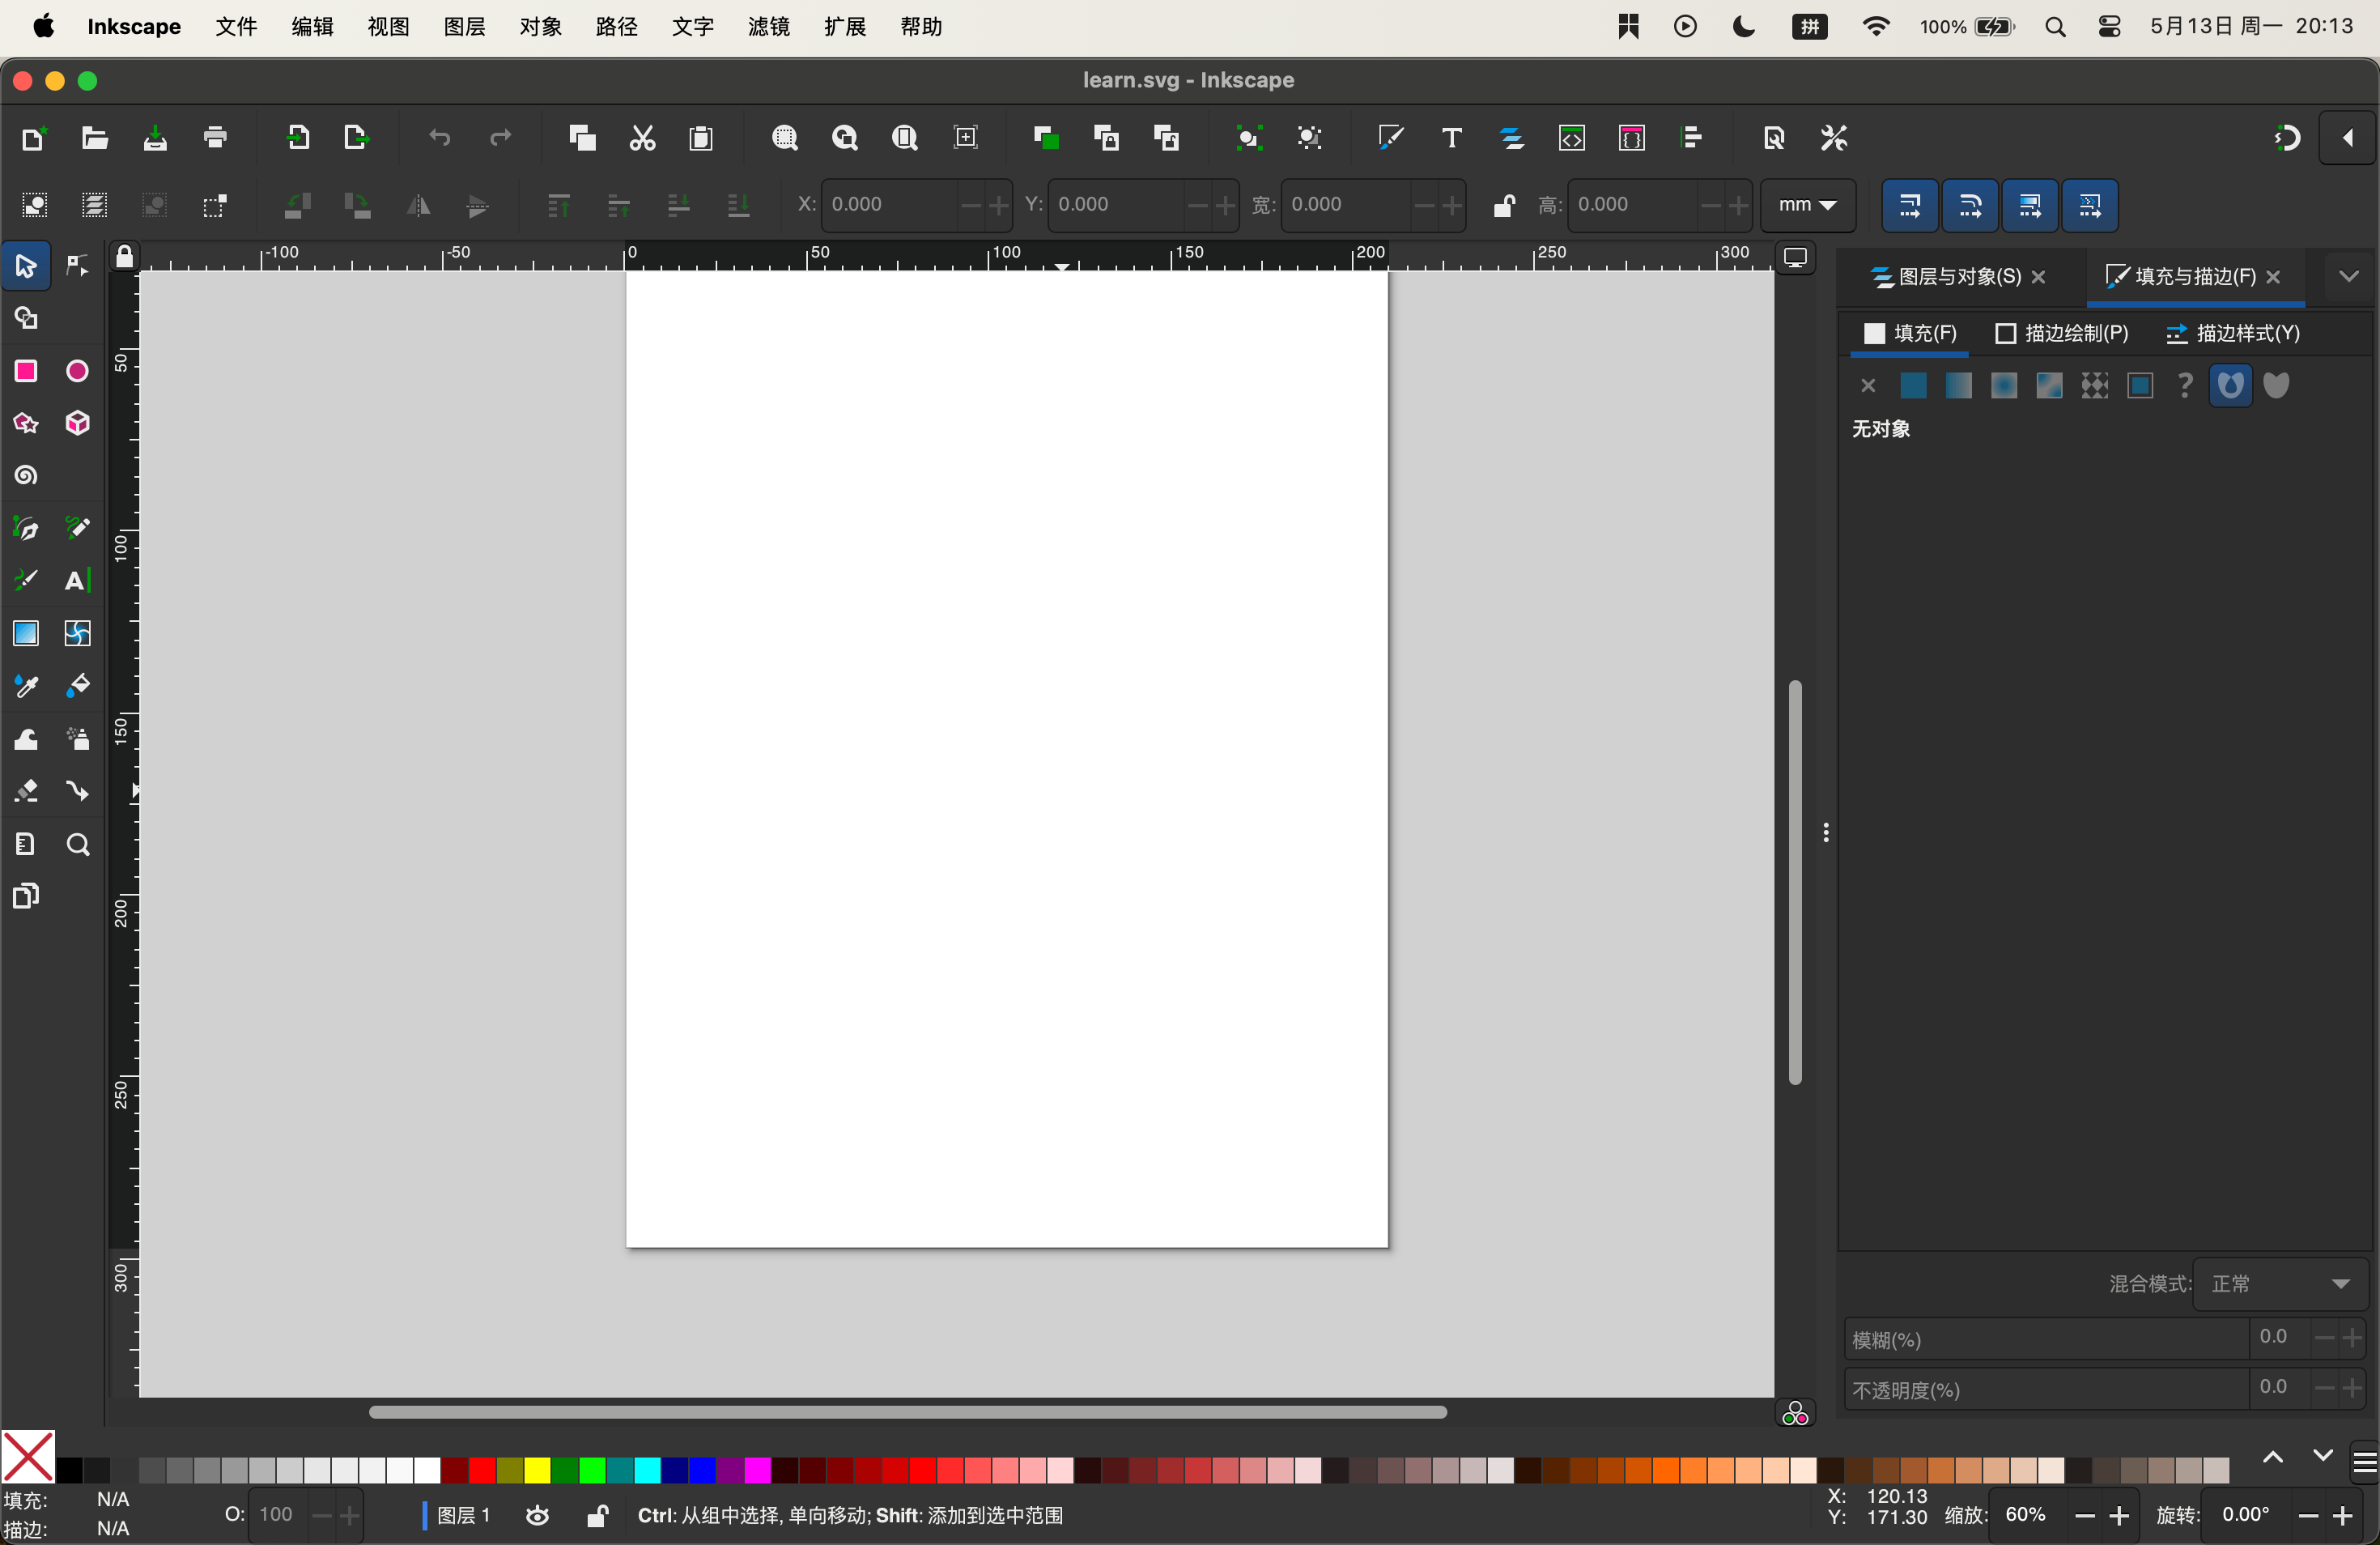 Inkscape 文件 编辑 视图 图层 对象 路径 文字 滤镜 扩展 帮助 拼 100% 5月13日 周一 20:13
learn.svg - Inkscape
X: 0.000 Y: 0.000 宽: 0.000 高: 0.000 mm
-100 -50 0 50 100 150 200 250 300
图层与对象(S) 填充与描边(F)
填充(F) 描边绘制(P) 描边样式(Y)
无对象
50
100
150
200
250
300
混合模式: 正常
模糊(%) 0.0
不透明度(%) 0.0
填充: N/A
描边: N/A
O: 100
图层 1
Ctrl: 从组中选择, 单向移动; Shift: 添加到选中范围
X: 120.13
Y: 171.30
缩放: 60%
旋转: 0.00°